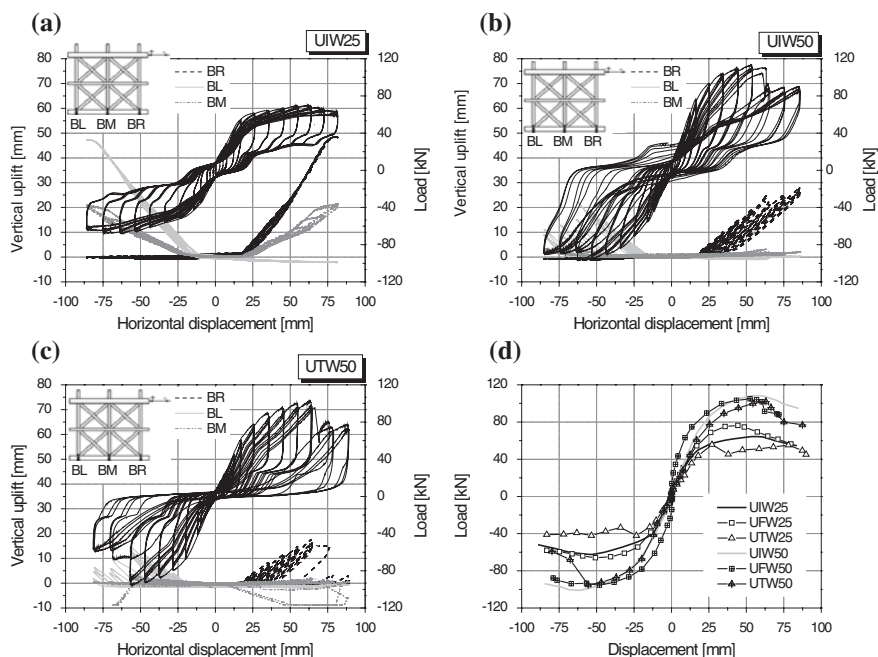 (a)
UIW25
BR
BL
BM
BL BM BR
Vertical uplift [mm]
80
70
60
50
40
30
20
10
0
-10
Load [kN]
120
80
40
0
-40
-80
-120
-100 -75 -50 -25 0 25 50 75 100
Horizontal displacement [mm]
(b)
UIW50
BR
BL
BM
BL BM BR
Vertical uplift [mm]
80
70
60
50
40
30
20
10
0
-10
Load [kN]
120
80
40
0
-40
-80
-120
-100 -75 -50 -25 0 25 50 75 100
Horizontal displacement [mm]
(c)
UTW50
BR
BL
BM
BL BM BR
Vertical uplift [mm]
80
70
60
50
40
30
20
10
0
-10
Load [kN]
120
80
40
0
-40
-80
-120
-100 -75 -50 -25 0 25 50 75 100
Horizontal displacement [mm]
(d)
Load [kN]
120
80
40
0
-40
-80
-120
UIW25
UFW25
UTW25
UIW50
UFW50
UTW50
-100 -75 -50 -25 0 25 50 75 100
Displacement [mm]